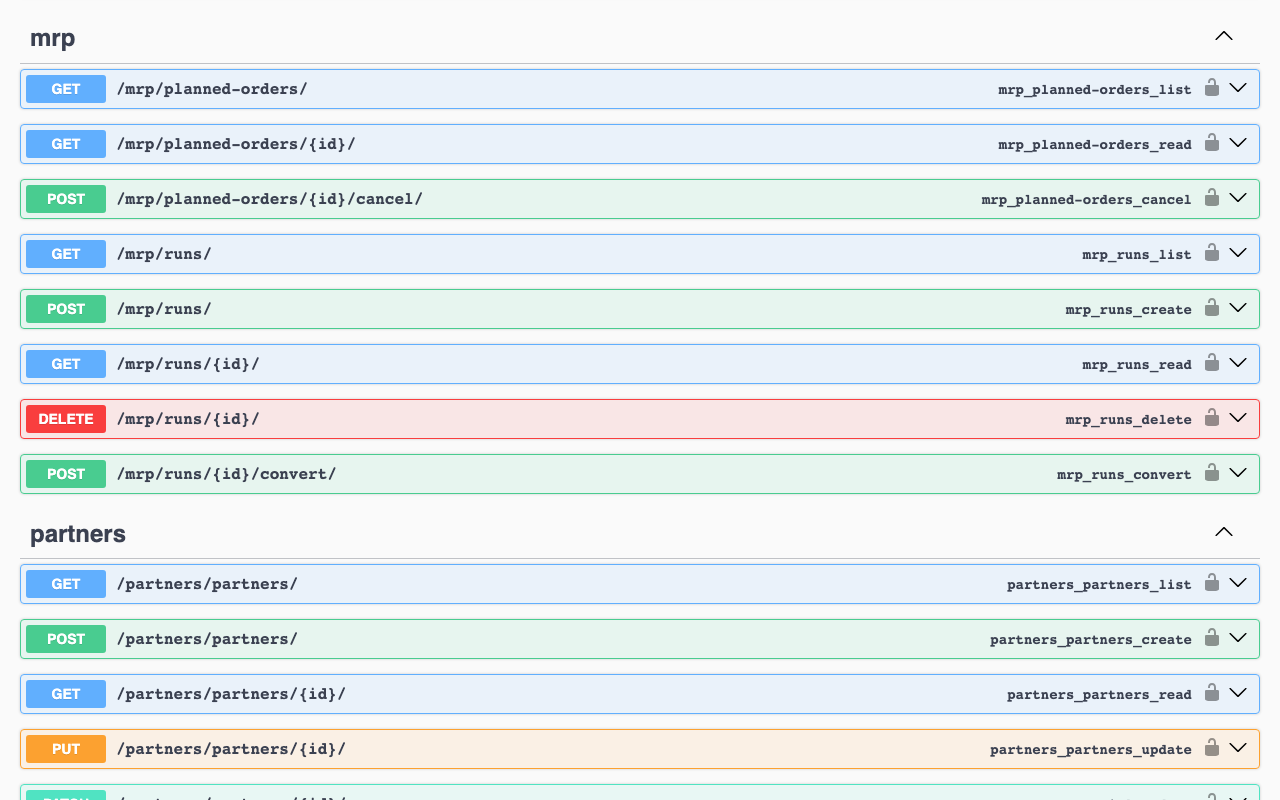 mrp
GET /mrp/planned-orders/ mrp_planned-orders_list
GET /mrp/planned-orders/{id}/ mrp_planned-orders_read
POST /mrp/planned-orders/{id}/cancel/ mrp_planned-orders_cancel
GET /mrp/runs/ mrp_runs_list
POST /mrp/runs/ mrp_runs_create
GET /mrp/runs/{id}/ mrp_runs_read
DELETE /mrp/runs/{id}/ mrp_runs_delete
POST /mrp/runs/{id}/convert/ mrp_runs_convert
partners
GET /partners/partners/ partners_partners_list
POST /partners/partners/ partners_partners_create
GET /partners/partners/{id}/ partners_partners_read
PUT /partners/partners/{id}/ partners_partners_update